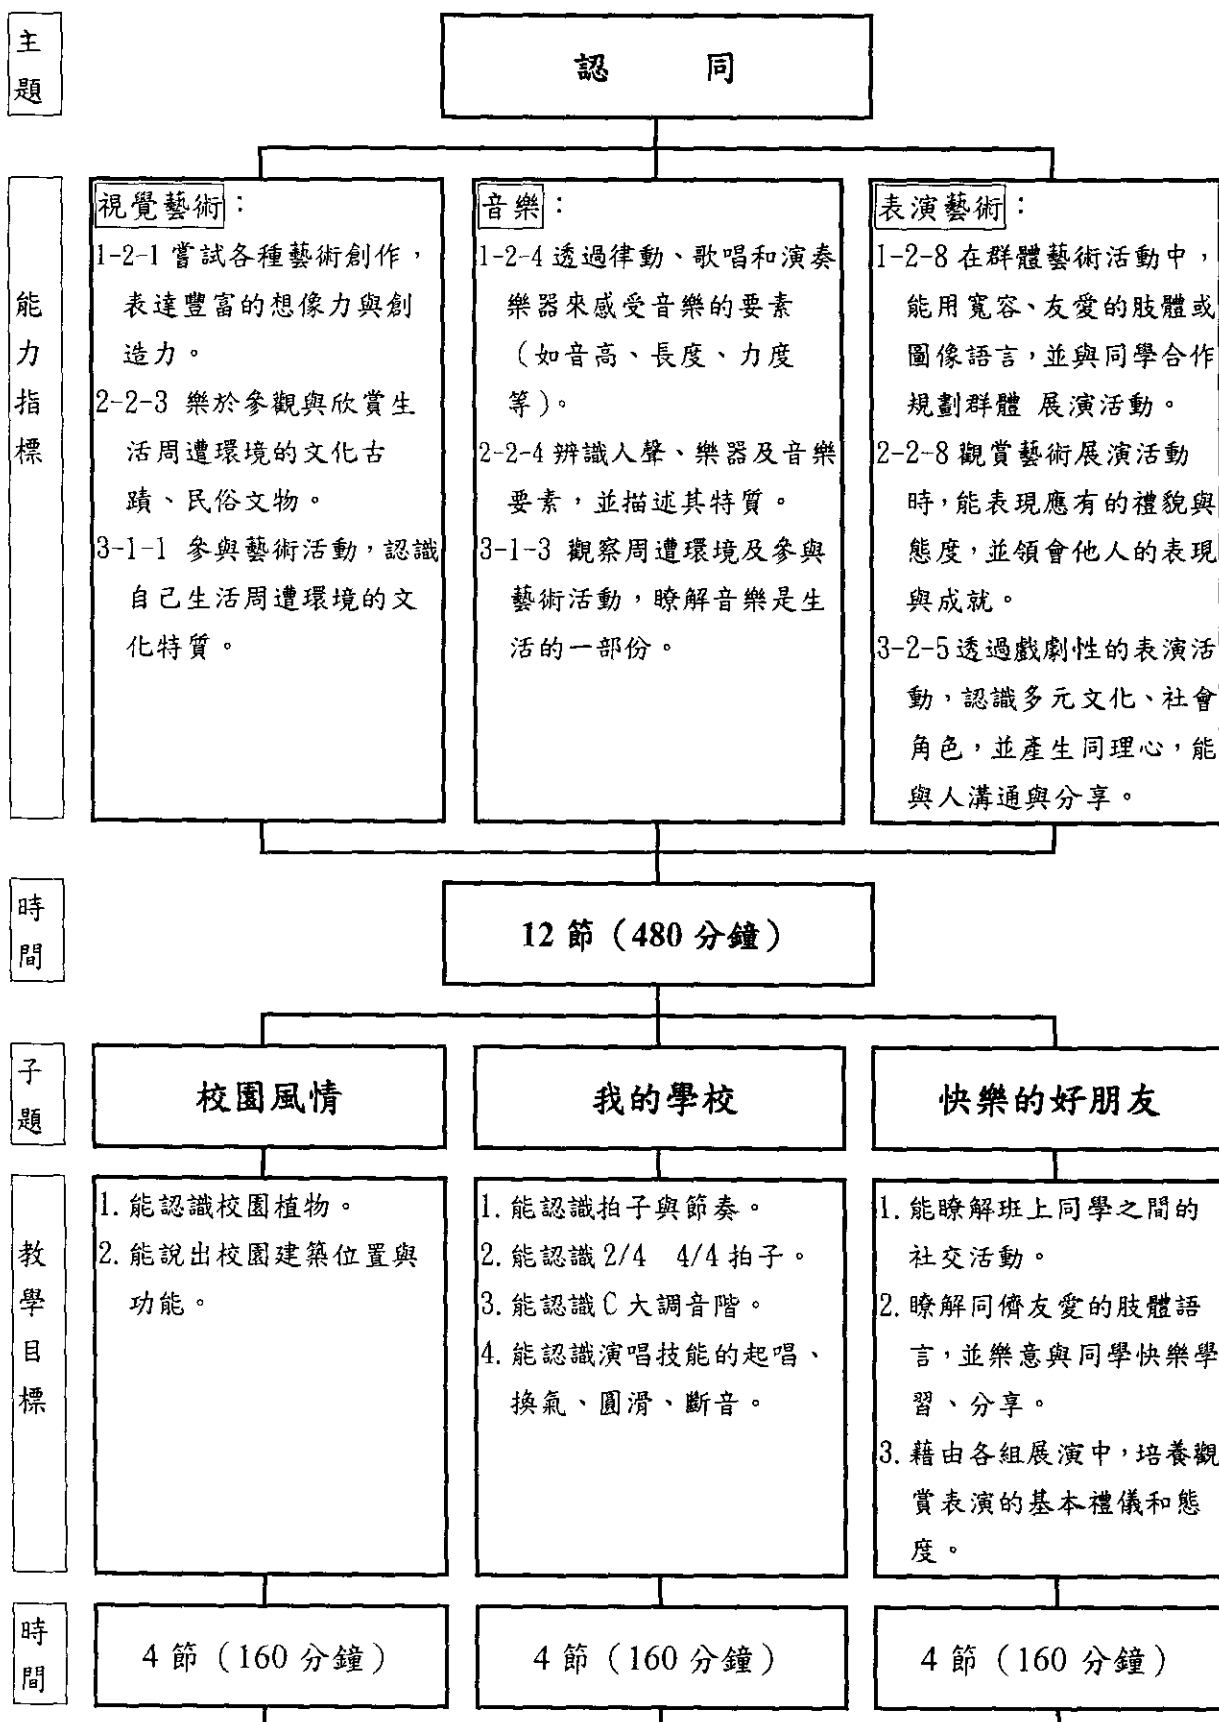 主題
認 同
能力指標
視覺藝術：
1-2-1 嘗試各種藝術創作，
表達豐富的想像力與創
造力。
2-2-3 樂於參觀與欣賞生
活周遭環境的文化古
蹟、民俗文物。
3-1-1 參與藝術活動，認識
自己生活周遭環境的文
化特質。
音樂：
1-2-4 透過律動、歌唱和演奏
樂器來感受音樂的要素
（如音高、長度、力度
等）。
2-2-4 辨識人聲、樂器及音樂
要素，並描述其特質。
3-1-3 觀察周遭環境及參與
藝術活動，瞭解音樂是生
活的一部份。
表演藝術：
1-2-8 在群體藝術活動中，
能用寬容、友愛的肢體或
圖像語言，並與同學合作
規劃群體 展演活動。
2-2-8 觀賞藝術展演活動
時，能表現應有的禮貌與
態度，並領會他人的表現
與成就。
3-2-5 透過戲劇性的表演活
動，認識多元文化、社會
角色，並產生同理心，能
與人溝通與分享。
時間
12 節（480 分鐘）
子題
校園風情
我的學校
快樂的好朋友
教學目標
1. 能認識校園植物。
2. 能說出校園建築位置與
功能。
1. 能認識拍子與節奏。
2. 能認識 2/4 4/4 拍子。
3. 能認識 C 大調音階。
4. 能認識演唱技能的起唱、
換氣、圓滑、斷音。
1. 能瞭解班上同學之間的
社交活動。
2. 瞭解同儕友愛的肢體語
言，並樂意與同學快樂學
習、分享。
3. 藉由各組展演中，培養觀
賞表演的基本禮儀和態
度。
時間
4 節（160 分鐘）
4 節（160 分鐘）
4 節（160 分鐘）